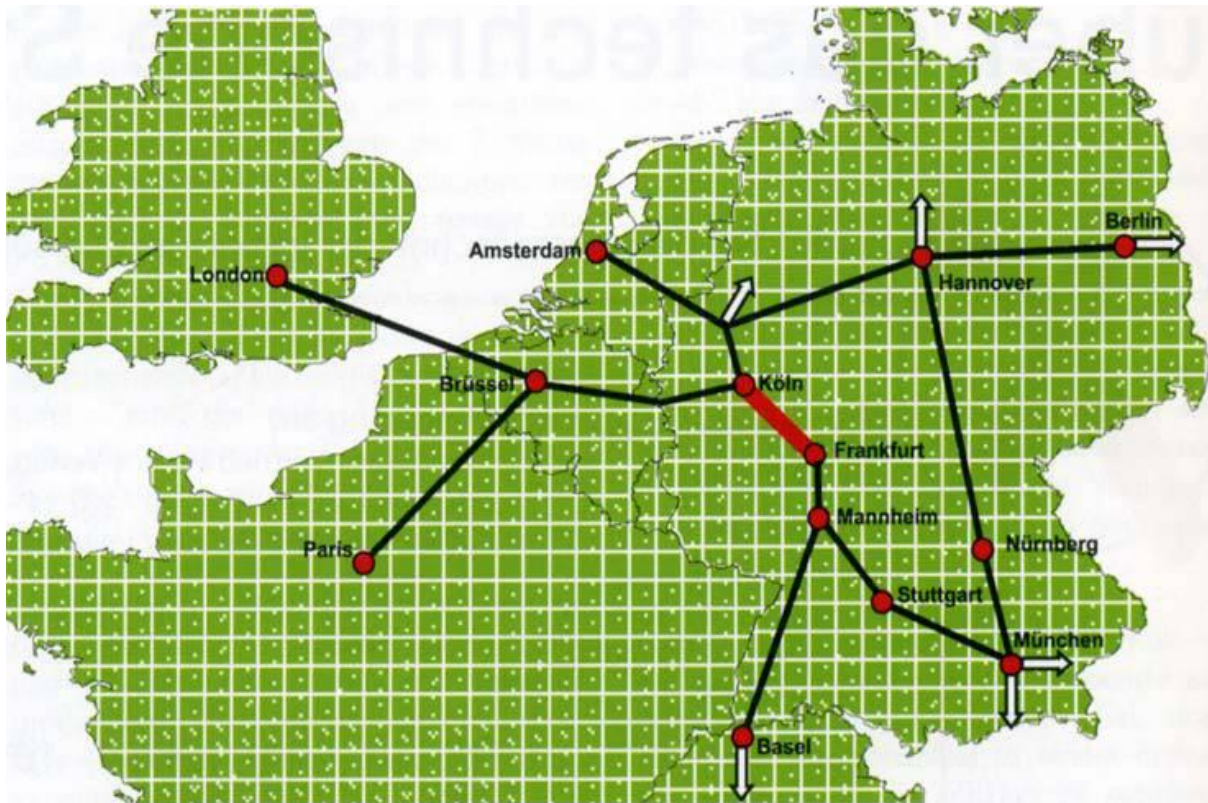 Amsterdam
Berlin
London
Hannover
Brüssel
Köln
Frankfurt
Mannheim
Paris
Nürnberg
Stuttgart
München
Basel